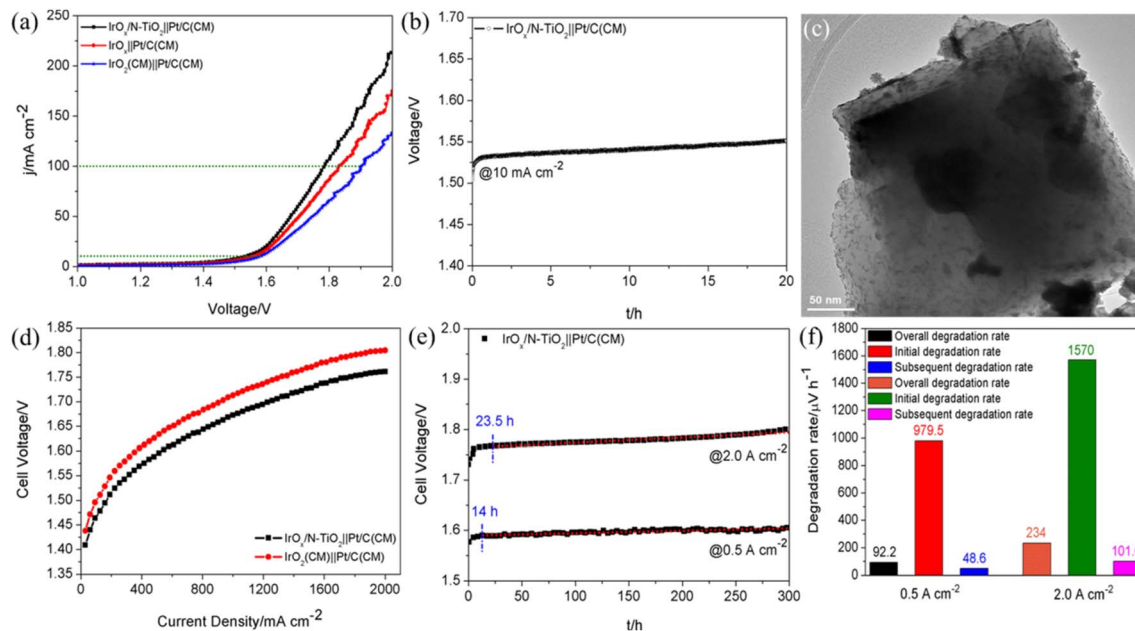 (a)
IrOₓ/N-TiO₂||Pt/C(CM)
IrOₓ||Pt/C(CM)
IrO₂(CM)||Pt/C(CM)
250
225
200
175
150
125
100
75
50
25
0
j/mA cm⁻²
1.0 1.2 1.4 1.6 1.8 2.0
Voltage/V
(b)
IrOₓ/N-TiO₂||Pt/C(CM)
1.70
1.65
1.60
1.55
1.50
1.45
1.40
Voltage/V
@10 mA cm⁻²
0 5 10 15 20
t/h
(c)
50 nm
(d)
1.85
1.80
1.75
1.70
1.65
1.60
1.55
1.50
1.45
1.40
1.35
Cell Voltage/V
IrOₓ/N-TiO₂||Pt/C(CM)
IrO₂(CM)||Pt/C(CM)
0 400 800 1200 1600 2000
Current Density/mA cm⁻²
(e)
IrOₓ/N-TiO₂||Pt/C(CM)
2.0
1.9
1.8
1.7
1.6
1.5
Cell Voltage/V
23.5 h
@2.0 A cm⁻²
14 h
@0.5 A cm⁻²
0 50 100 150 200 250 300
t/h
(f)
1800
1600
1400
1200
1000
800
600
400
200
0
Degradation rate/μV h⁻¹
Overall degradation rate
Initial degradation rate
Subsequent degradation rate
Overall degradation rate
Initial degradation rate
Subsequent degradation rate
92.2
979.5
48.6
234
1570
0.5 A cm⁻² 2.0 A cm⁻²